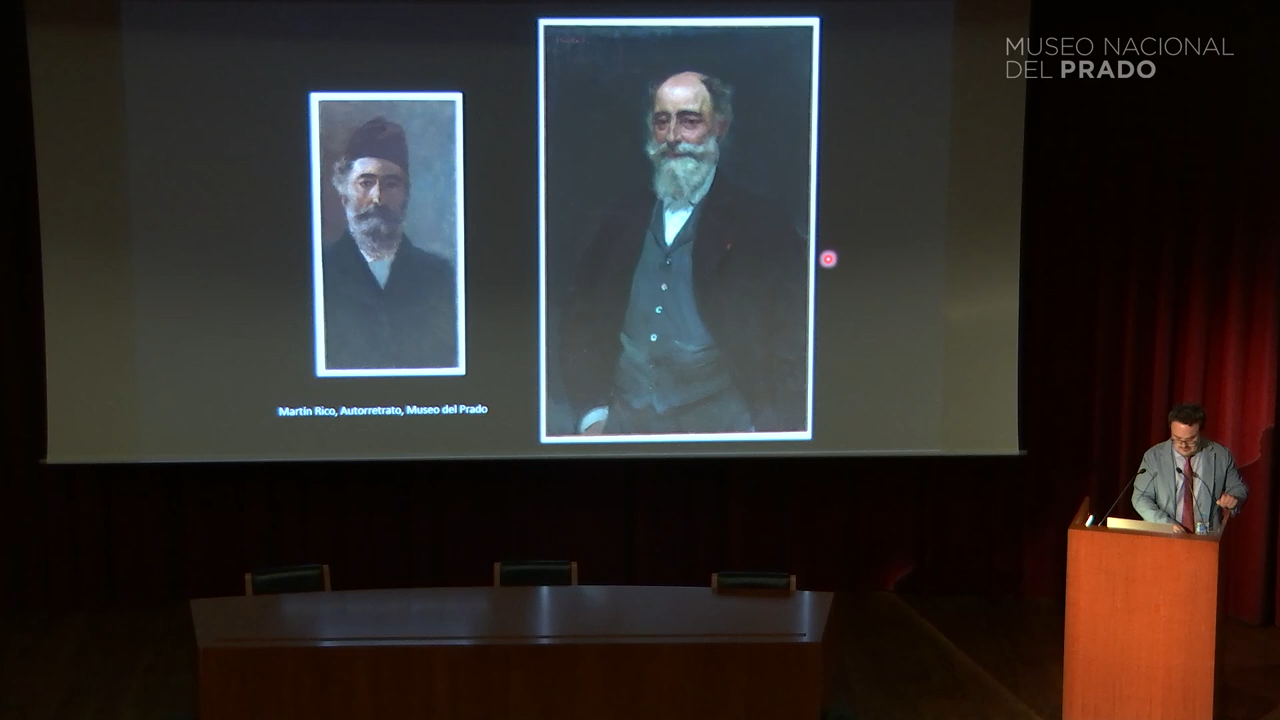 MUSEO NACIONAL
DEL PRADO
Martín Rico, Autorretrato, Museo del Prado